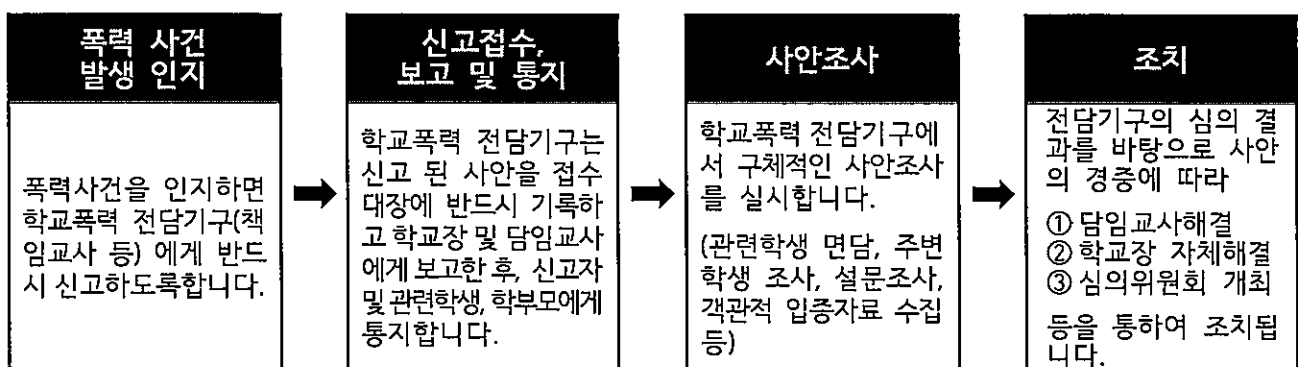 폭력 사건
발생 인지
폭력사건을 인지하면
학교폭력 전담기구(책
임교사 등) 에게 반드
시 신고하도록합니다.
신고접수,
보고 및 통지
학교폭력 전담기구는
신고 된 사안을 접수
대장에 반드시 기록하
고 학교장 및 담임교사
에게 보고한 후, 신고자
및 관련학생, 학부모에게
통지합니다.
사안조사
학교폭력 전담기구에
서 구체적인 사안조사
를 실시합니다.
(관련학생 면담, 주변
학생 조사, 설문조사,
객관적 입증자료 수집
등)
조치
전담기구의 심의 결
과를 바탕으로 사안
의 경중에 따라
① 담임교사해결
② 학교장 자체해결
③ 심의위원회 개최
등을 통하여 조치됩
니다.